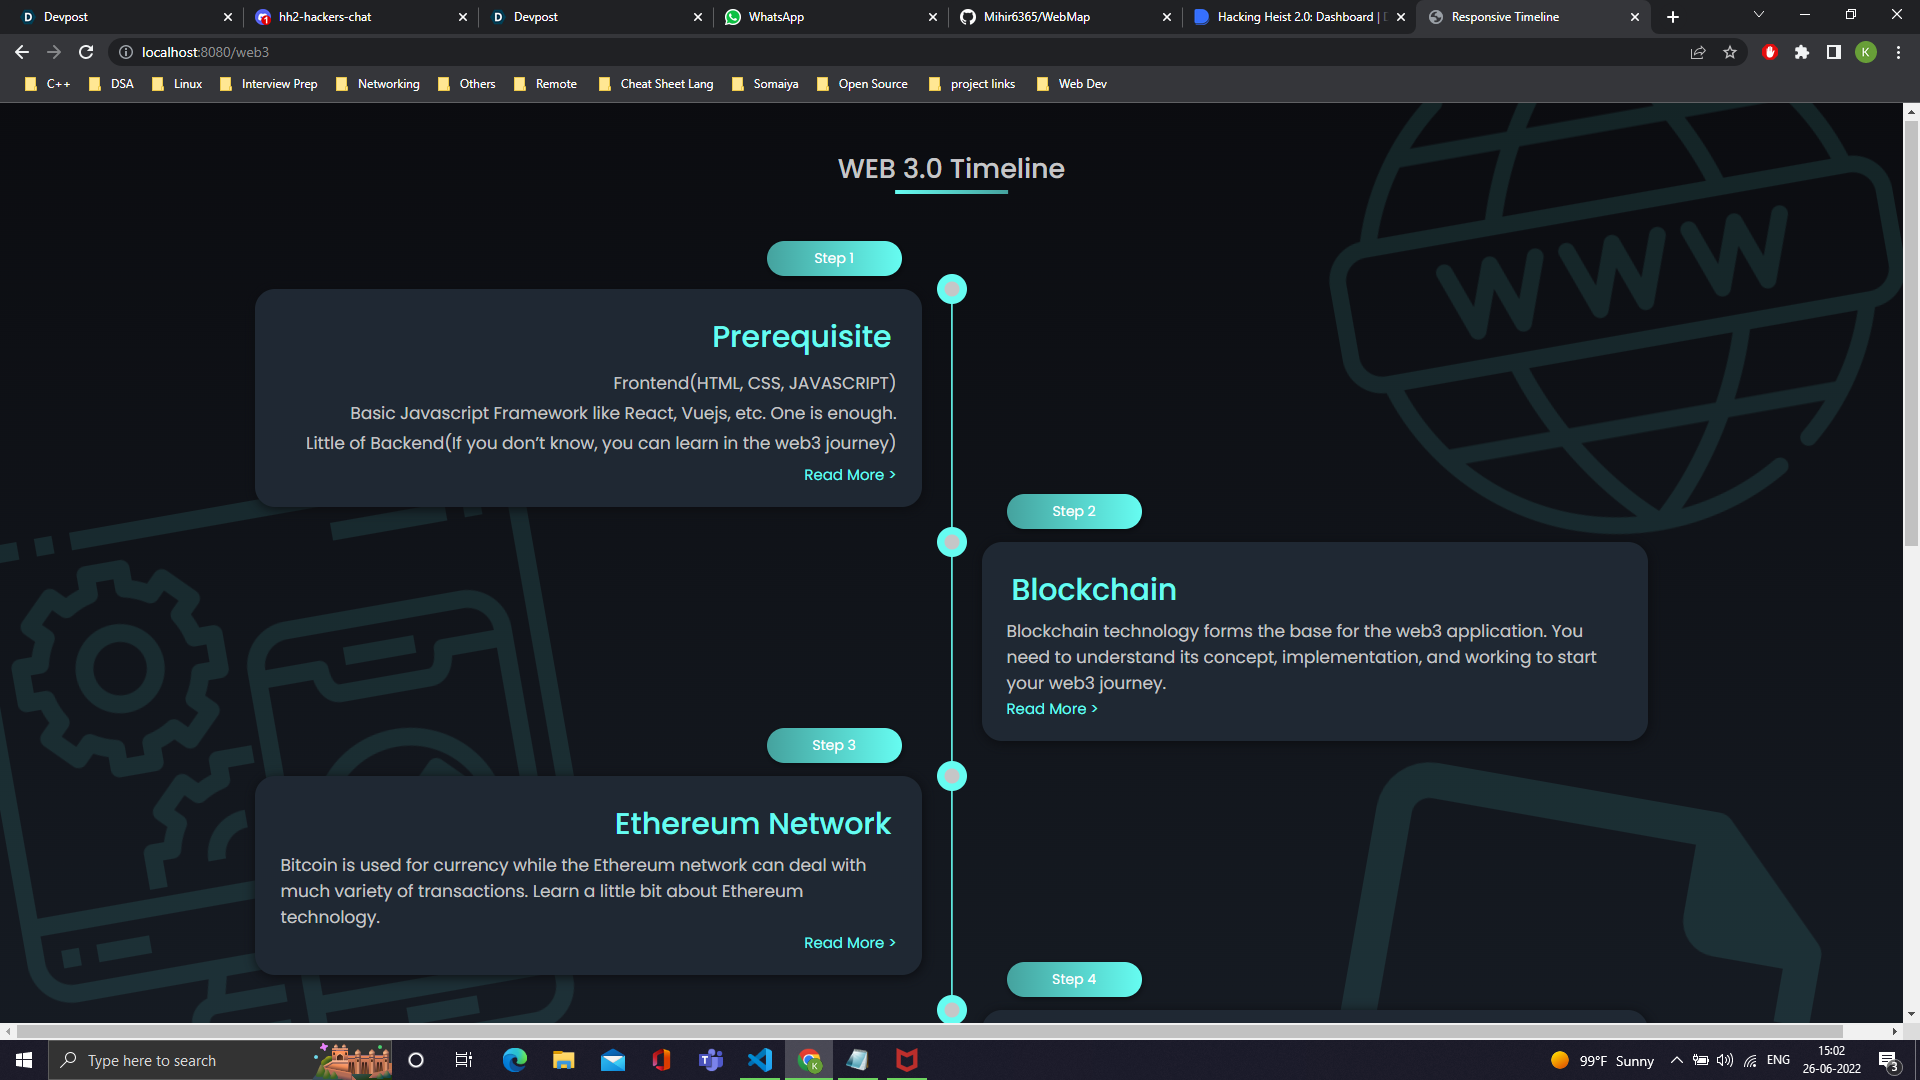 Devpost
hh2-hackers-chat
Devpost
WhatsApp
Mihir6365/WebMap
Hacking Heist 2.0: Dashboard |
Responsive Timeline
localhost:8080/web3
K
C++
DSA
Linux
Interview Prep
Networking
Others
Remote
Cheat Sheet Lang
Somaiya
Open Source
project links
Web Dev
WEB 3.0 Timeline
WWW
Step 1
Prerequisite
Frontend(HTML, CSS, JAVASCRIPT)
Basic Javascript Framework like React, Vuejs, etc. One is enough.
Little of Backend(If you don’t know, you can learn in the web3 journey)
Read More >
Step 2
Blockchain
Blockchain technology forms the base for the web3 application. You
need to understand its concept, implementation, and working to start
your web3 journey.
Read More >
Step 3
Ethereum Network
Bitcoin is used for currency while the Ethereum network can deal with
much variety of transactions. Learn a little bit about Ethereum
technology.
Read More >
Step 4
Type here to search
99°F Sunny
ENG
15:02
26-06-2022
3